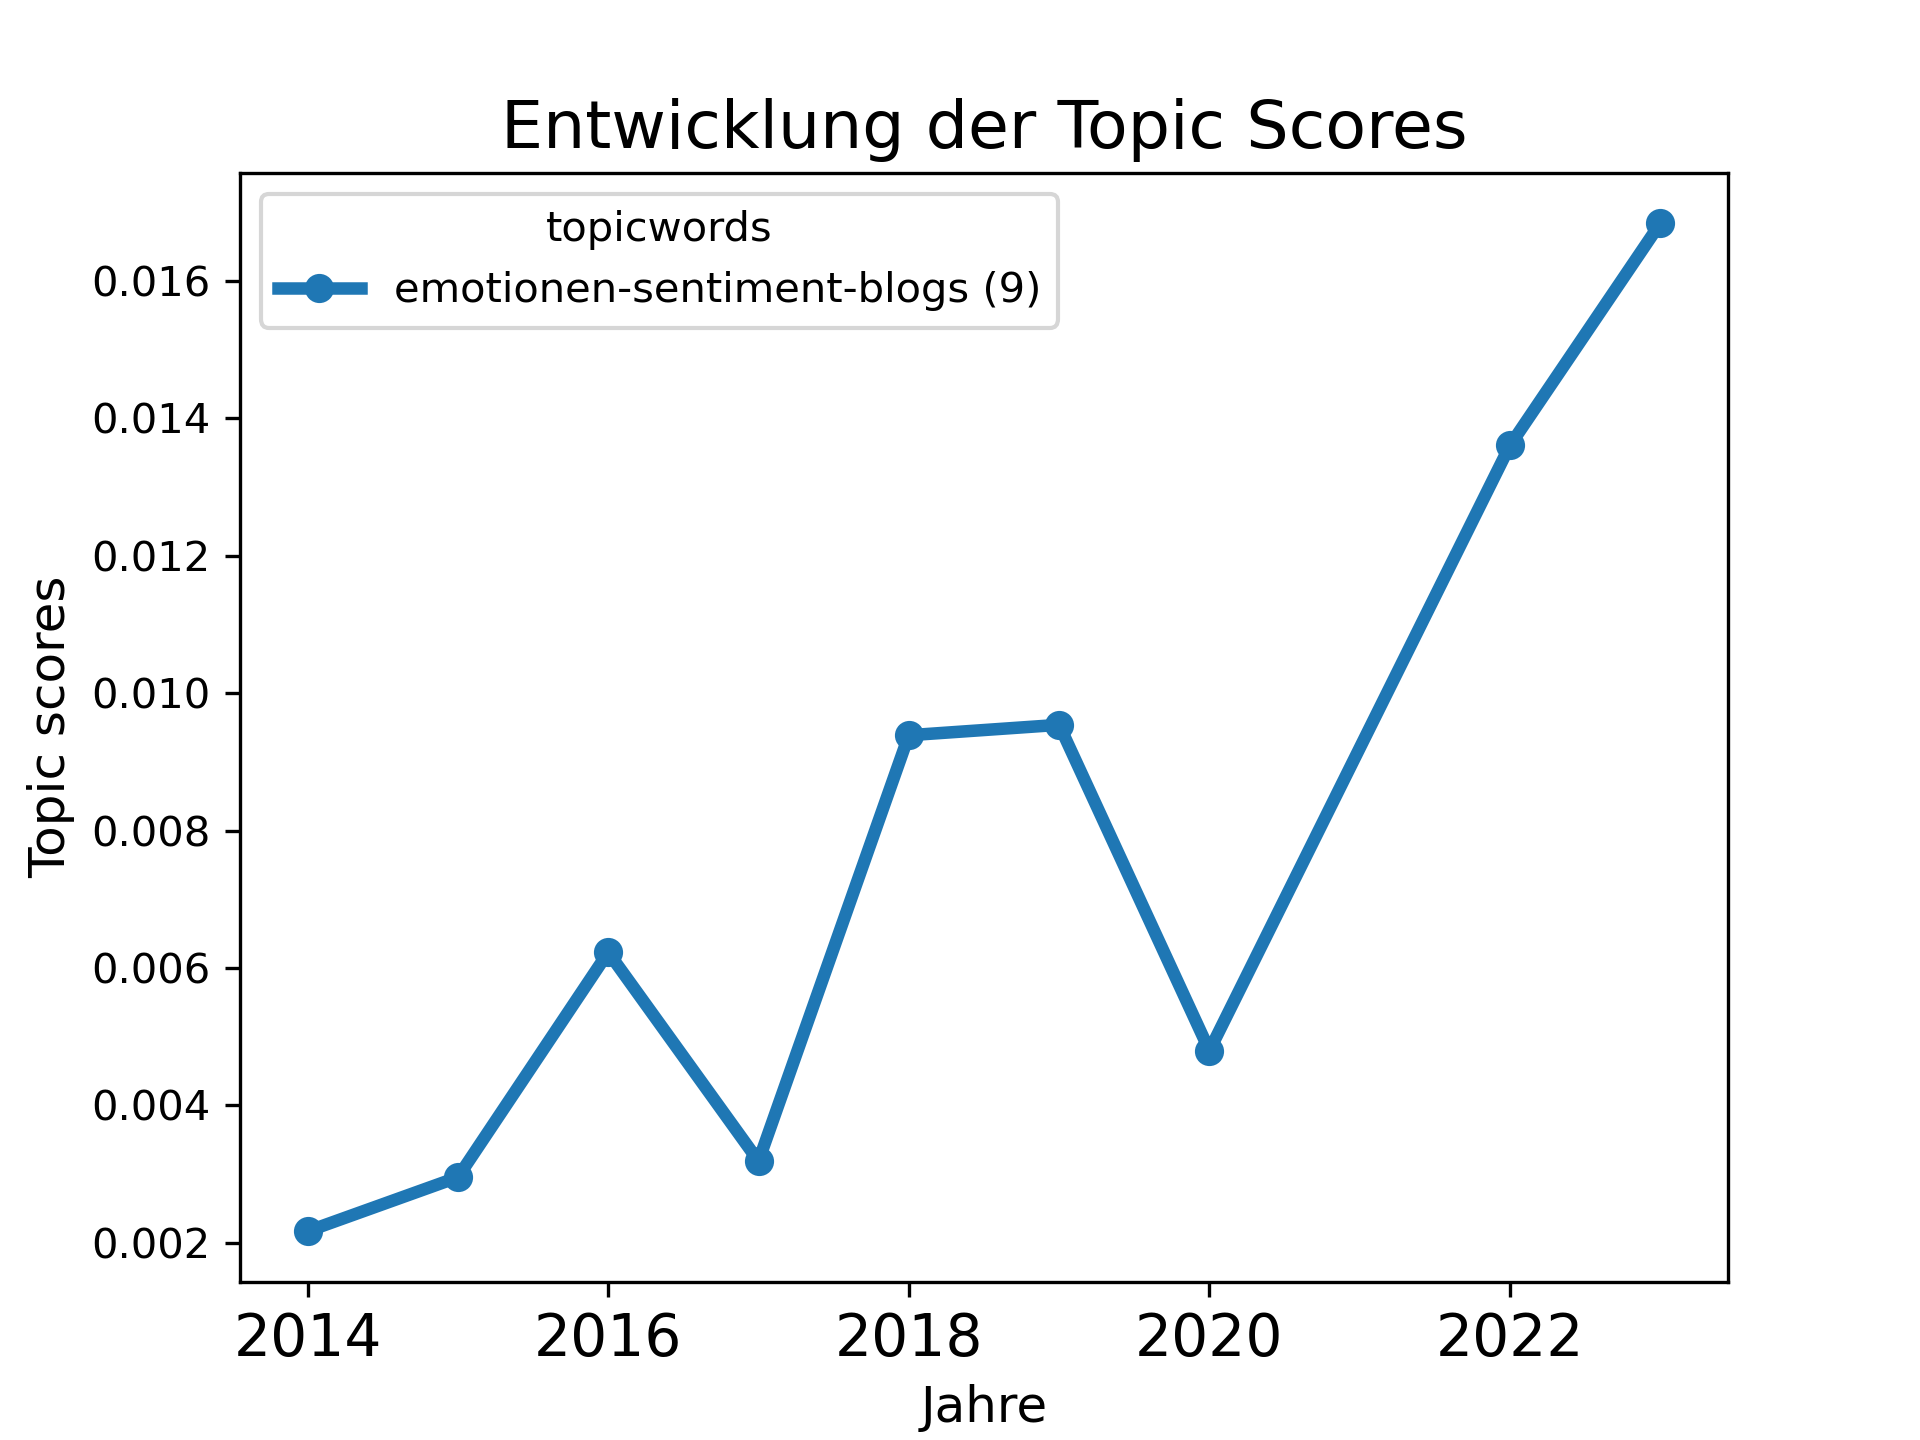 Entwicklung der Topic Scores
topicwords
emotionen-sentiment-blogs (9)
Topic scores
0.016
0.014
0.012
0.010
0.008
0.006
0.004
0.002
2014 2016 2018 2020 2022
Jahre